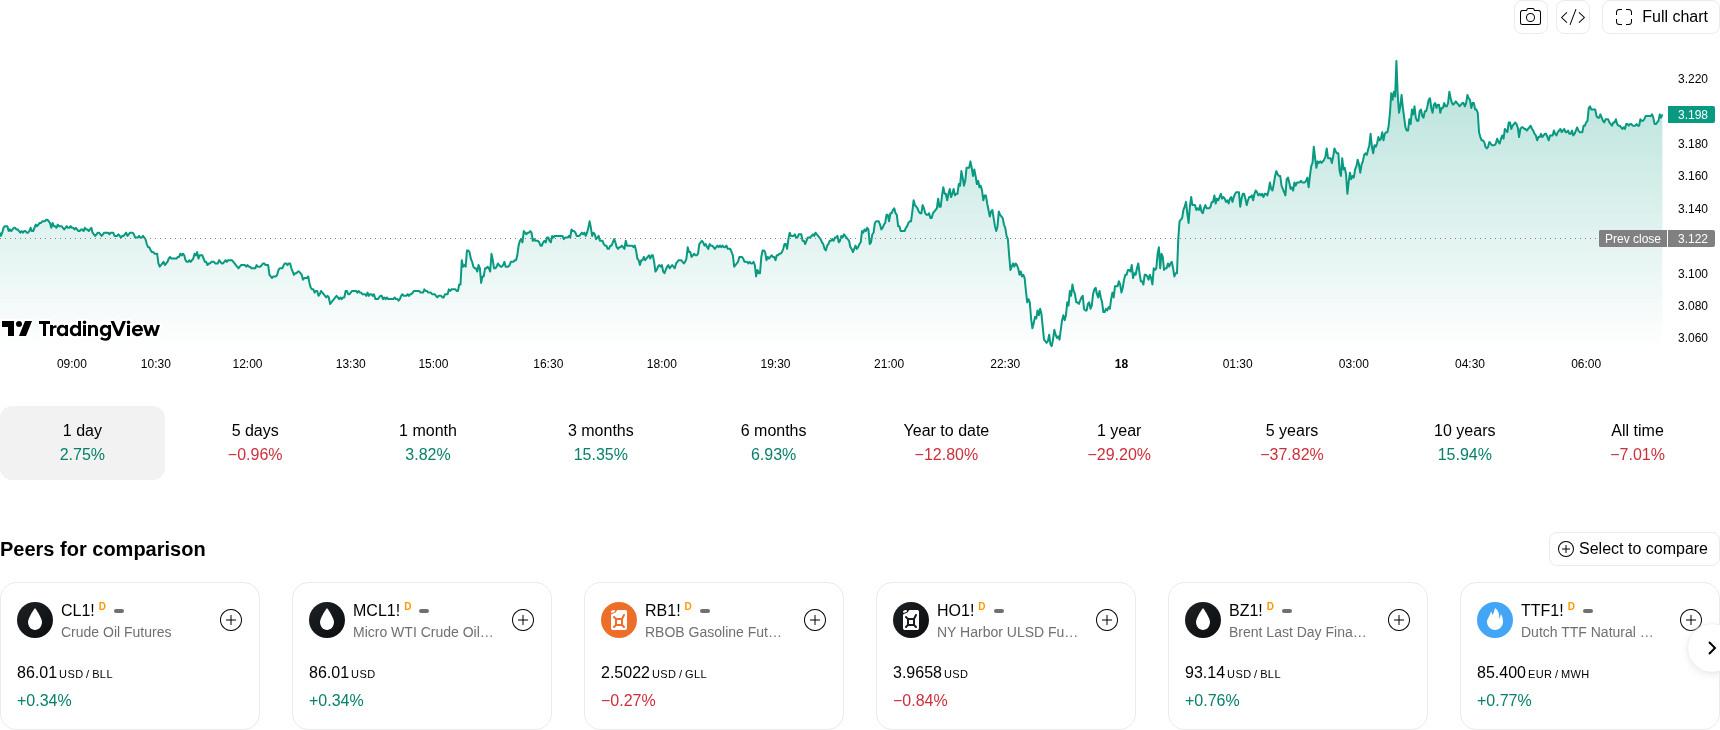 Full chart
3.220
3.198
3.180
3.160
3.140
Prev close 3.122
3.100
3.080
3.060
TradingView
09:00 10:30 12:00 13:30 15:00 16:30 18:00 19:30 21:00 22:30 18 01:30 03:00 04:30 06:00
1 day 5 days 1 month 3 months 6 months Year to date 1 year 5 years 10 years All time
2.75% −0.96% 3.82% 15.35% 6.93% −12.80% −29.20% −37.82% 15.94% −7.01%
Peers for comparison
Select to compare
CL1! D
Crude Oil Futures
86.01 USD / BLL
+0.34%
MCL1! D
Micro WTI Crude Oil…
86.01 USD
+0.34%
RB1! D
RBOB Gasoline Fut…
2.5022 USD / GLL
−0.27%
HO1! D
NY Harbor ULSD Fu…
3.9658 USD
−0.84%
BZ1! D
Brent Last Day Fina…
93.14 USD / BLL
+0.76%
TTF1! D
Dutch TTF Natural …
85.400 EUR / MWH
+0.77%